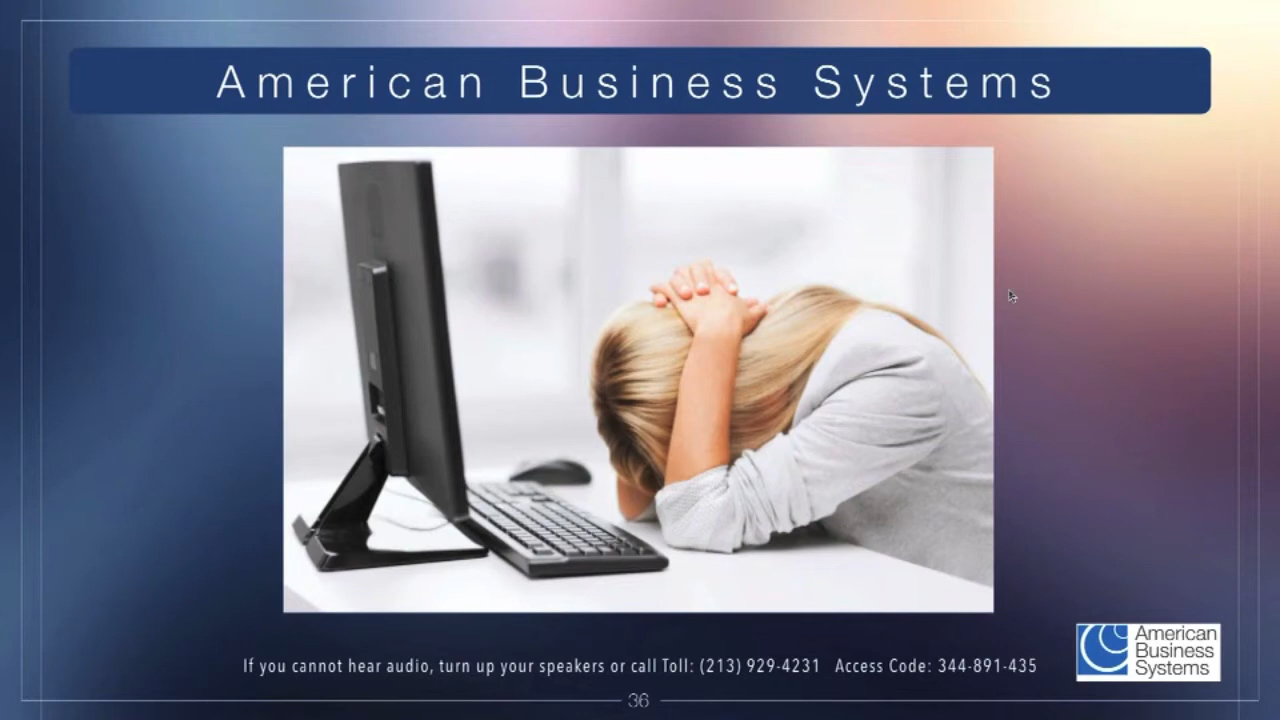 American Business Systems
If you cannot hear audio, turn up your speakers or call Toll: (213) 929-4231 Access Code: 344-891-435
American
Business
Systems
36